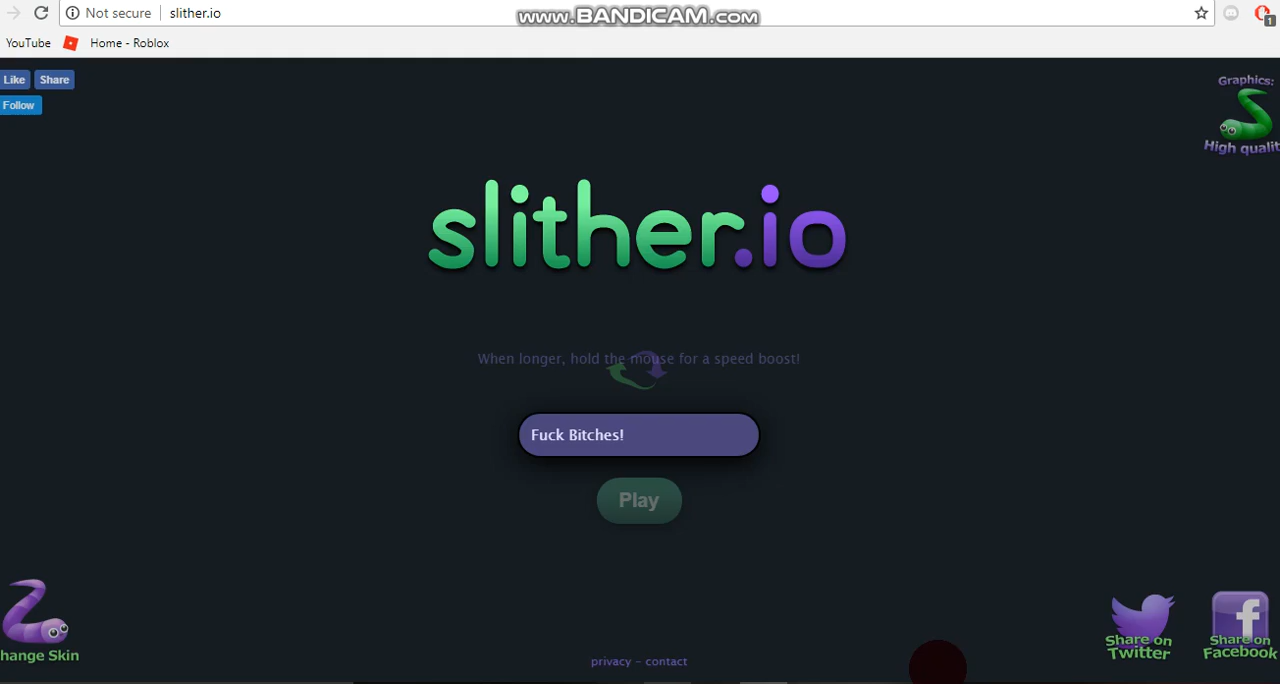 Not secure
slither.io
www.BANDICAM.com
1
YouTube
Home - Roblox
Like
Share
Follow
Graphics:
High qualit
slither.io
When longer, hold the mouse for a speed boost!
Fuck Bitches!
Play
hange Skin
Share on
Twitter
Share on
Facebook
privacy - contact